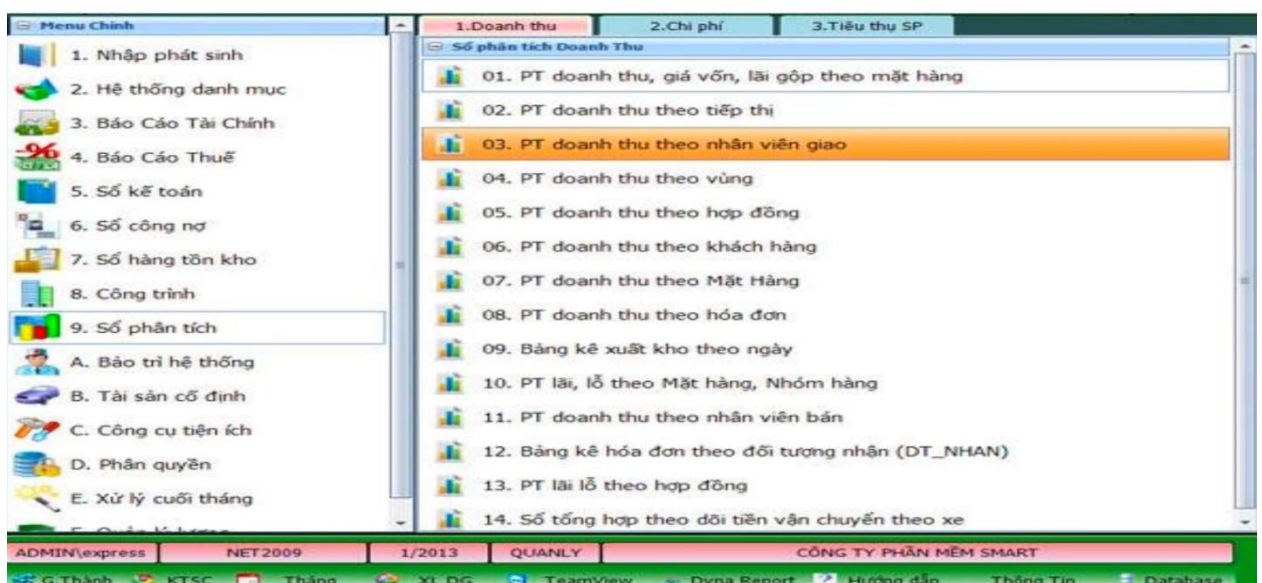 Menu Chính
1. Nhập phát sinh
2. Hệ thống danh mục
3. Báo Cáo Tài Chính
4. Báo Cáo Thuế
5. Sổ kế toán
6. Sổ công nợ
7. Sổ hàng tồn kho
8. Công trình
9. Sổ phân tích
A. Bảo trì hệ thống
B. Tài sản cố định
C. Công cụ tiện ích
D. Phân quyền
E. Xử lý cuối tháng
1.Doanh thu 2.Chi phí 3.Tiêu thụ SP
Sổ phân tích Doanh Thu
01. PT doanh thu, giá vốn, lãi gộp theo mặt hàng
02. PT doanh thu theo tiếp thị
03. PT doanh thu theo nhân viên giao
04. PT doanh thu theo vùng
05. PT doanh thu theo hợp đồng
06. PT doanh thu theo khách hàng
07. PT doanh thu theo Mặt Hàng
08. PT doanh thu theo hóa đơn
09. Bảng kê xuất kho theo ngày
10. PT lãi, lỗ theo Mặt hàng, Nhóm hàng
11. PT doanh thu theo nhân viên bán
12. Bảng kê hóa đơn theo đối tượng nhận (DT_NHAN)
13. PT lãi lỗ theo hợp đồng
14. Sổ tổng hợp theo dõi tiền vận chuyển theo xe
ADMIN\express NET2009 1/2013 QUANLY CÔNG TY PHẦN MỀM SMART
G.Thành KTSC Tháng XL DG TeamView Dyna Report Hướng dẫn Thông Tin Database